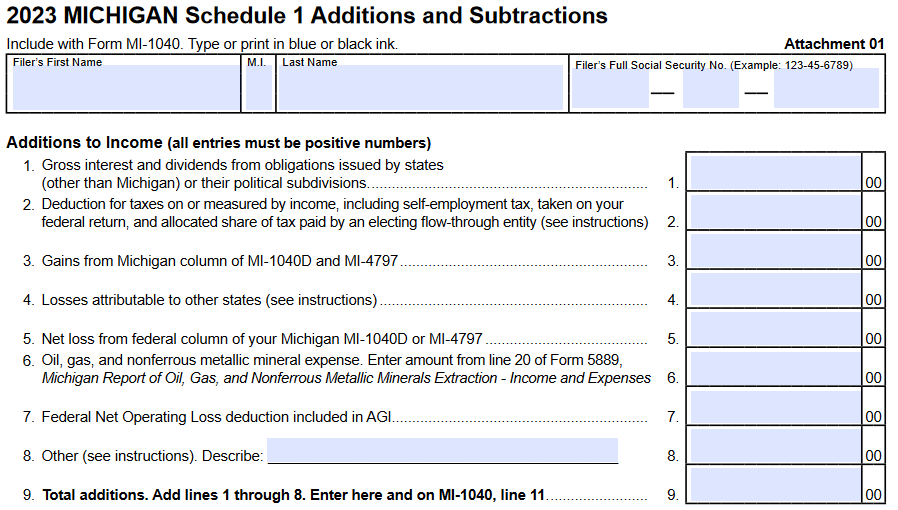 2023 MICHIGAN Schedule 1 Additions and Subtractions
Include with Form MI-1040. Type or print in blue or black ink. Attachment 01
Filer's First Name M.I. Last Name Filer's Full Social Security No. (Example: 123-45-6789)
— —
Additions to Income (all entries must be positive numbers)
1. Gross interest and dividends from obligations issued by states
(other than Michigan) or their political subdivisions 1. 00
2. Deduction for taxes on or measured by income, including self-employment tax, taken on your
federal return, and allocated share of tax paid by an electing flow-through entity (see instructions) 2. 00
3. Gains from Michigan column of MI-1040D and MI-4797 3. 00
4. Losses attributable to other states (see instructions) 4. 00
5. Net loss from federal column of your Michigan MI-1040D or MI-4797 5. 00
6. Oil, gas, and nonferrous metallic mineral expense. Enter amount from line 20 of Form 5889,
Michigan Report of Oil, Gas, and Nonferrous Metallic Minerals Extraction - Income and Expenses 6. 00
7. Federal Net Operating Loss deduction included in AGI 7. 00
8. Other (see instructions). Describe: 8. 00
9. Total additions. Add lines 1 through 8. Enter here and on MI-1040, line 11 9. 00